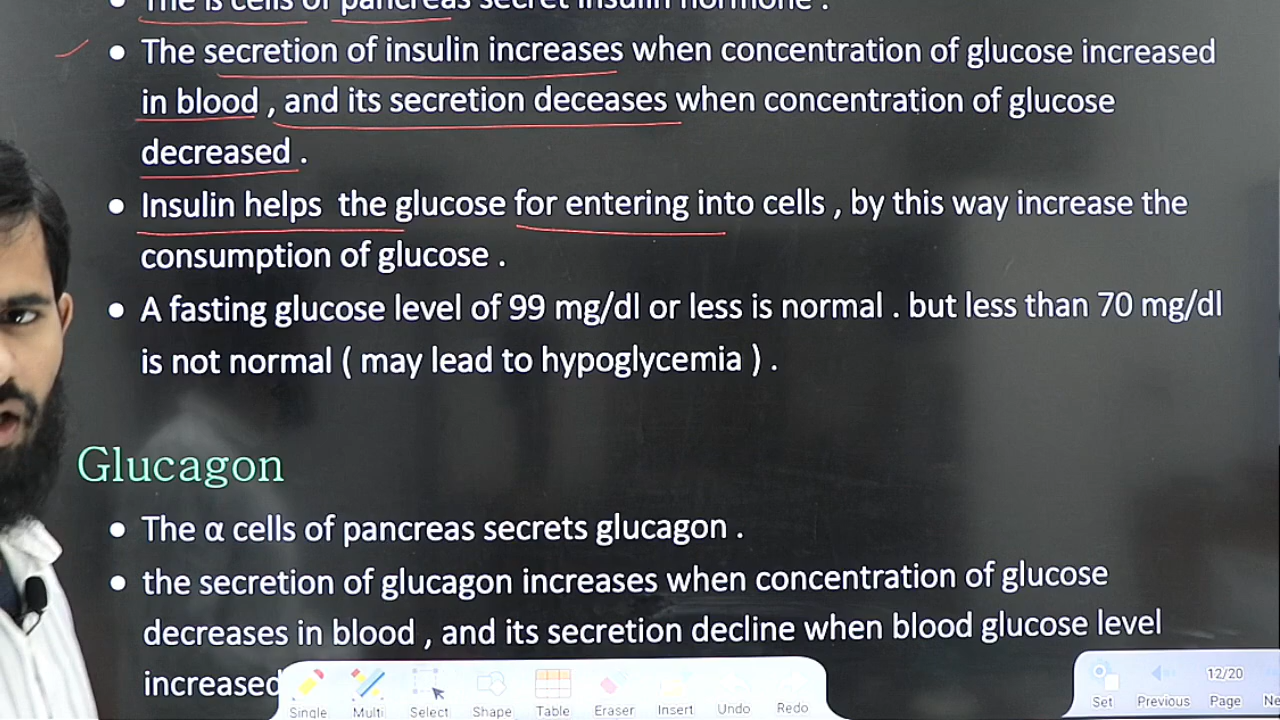 • The ß cells of pancreas secret insulin hormone .
• The secretion of insulin increases when concentration of glucose increased
in blood , and its secretion deceases when concentration of glucose
decreased .
• Insulin helps the glucose for entering into cells , by this way increase the
consumption of glucose .
• A fasting glucose level of 99 mg/dl or less is normal . but less than 70 mg/dl
is not normal ( may lead to hypoglycemia ) .
Glucagon
• The α cells of pancreas secrets glucagon .
• the secretion of glucagon increases when concentration of glucose
decreases in blood , and its secretion decline when blood glucose level
increased
Single Multi Select Shape Table Eraser Insert Undo Redo
12/20
Set Previous Page